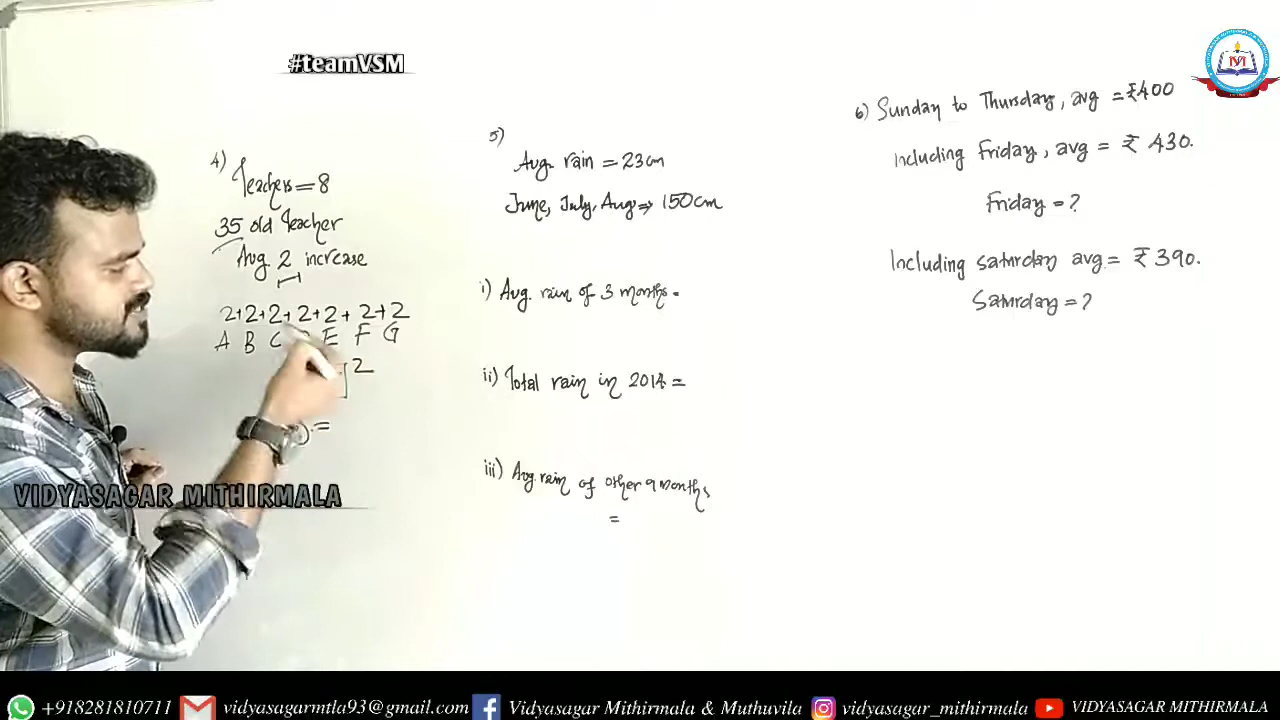 #teamVSM
4)
Teachers = 8
35 old Teacher
Avg 2 increase
2+2+2+2+2+2+2
A B C E F G
2
=
5)
Avg. rain = 23cm
June, July, Aug ⇒ 150cm
i) Avg. rain of 3 months =
ii) Total rain in 2014 =
iii) Avg. rain of other 9 months
=
6) Sunday to Thursday, avg = ₹400
Including Friday, avg = ₹ 430.
Friday = ?
Including Saturday avg = ₹ 390.
Saturday = ?
VIDYASAGAR MITHIRMALA
+918281810711 vidyasagarmtla93@gmail.com Vidyasagar Mithirmala & Muthuvila vidyasagar_mithirmala VIDYASAGAR MITHIRMALA